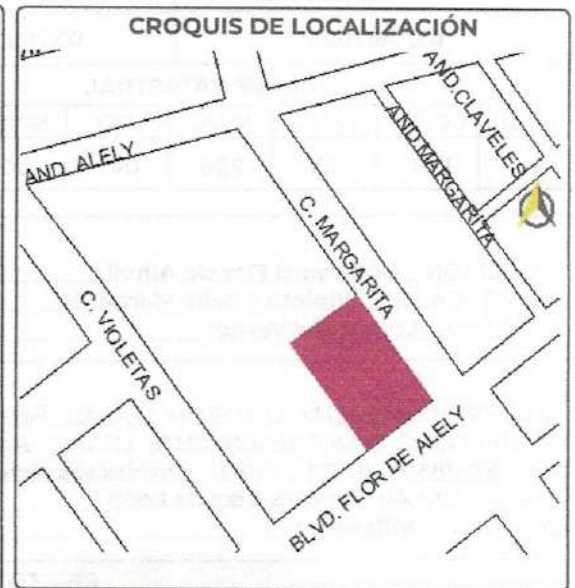 CROQUIS DE LOCALIZACIÓN
AND. CLAVELES
AND. MARGARITA
AND. ALELY
C. MARGARITA
C. VIOLETAS
BLVD. FLOR DE ALELY